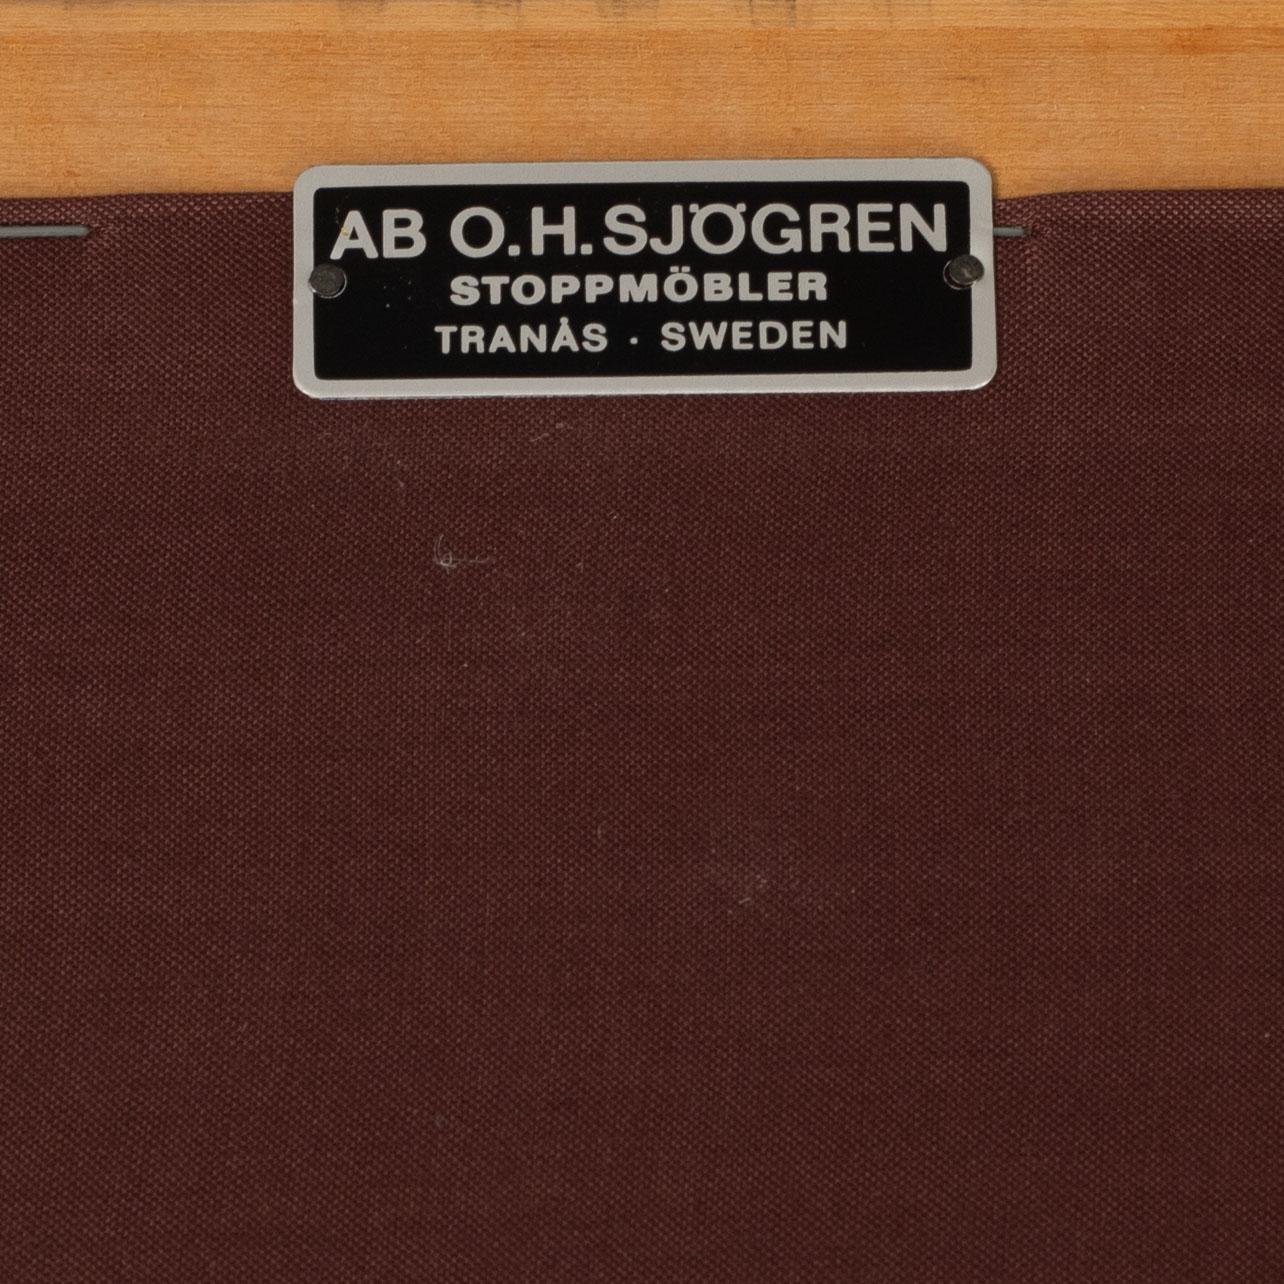 AB O.H.SJÖGREN
STOPPMÖBLER
TRANÅS · SWEDEN